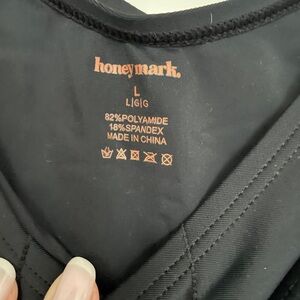 honeymark.
L
L|G|G
82%POLYAMIDE
18%SPANDEX
MADE IN CHINA